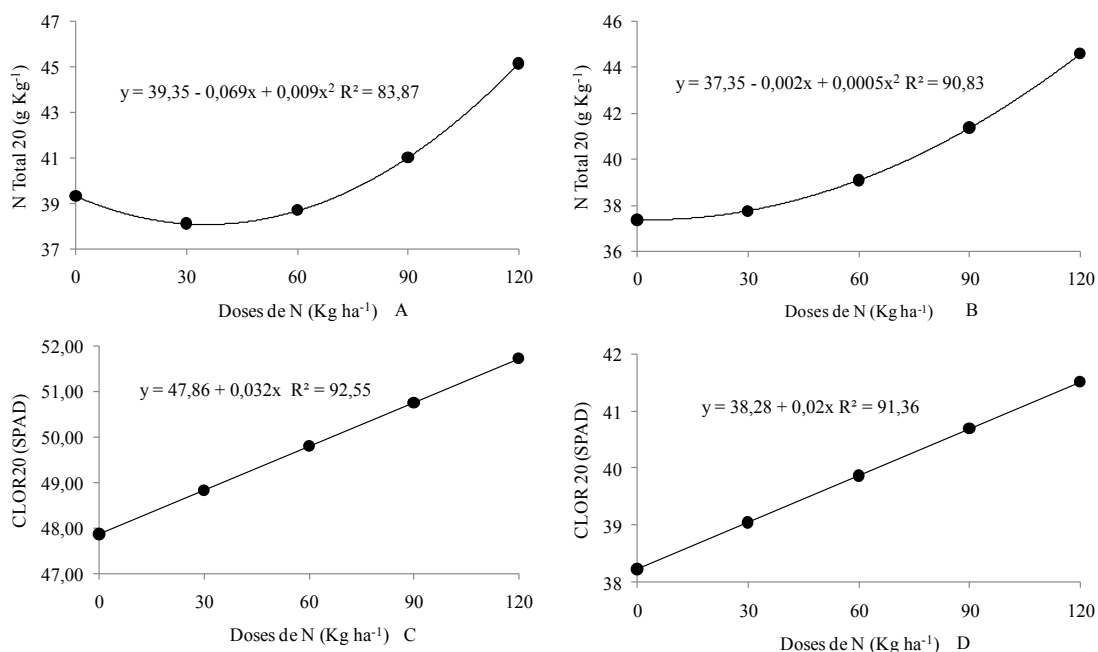 47
45
43
41
39
37
N Total 20 (g Kg⁻¹)
y = 39,35 - 0,069x + 0,009x² R² = 83,87
0 30 60 90 120
Doses de N (Kg ha⁻¹) A
46
44
42
40
38
36
N Total 20 (g Kg⁻¹)
y = 37,35 - 0,002x + 0,0005x² R² = 90,83
0 30 60 90 120
Doses de N (Kg ha⁻¹) B
52,00
51,00
50,00
49,00
48,00
47,00
CLOR20 (SPAD)
y = 47,86 + 0,032x R² = 92,55
0 30 60 90 120
Doses de N (Kg ha⁻¹) C
42
41
40
39
38
CLOR 20 (SPAD)
y = 38,28 + 0,02x R² = 91,36
0 30 60 90 120
Doses de N (Kg ha⁻¹) D